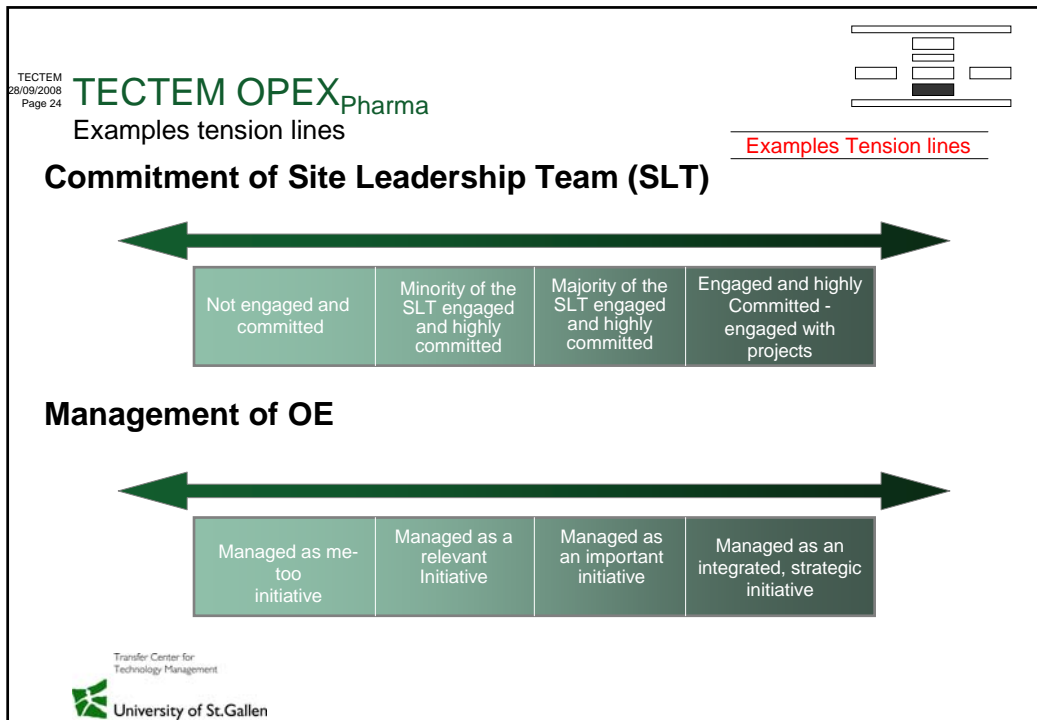 TECTEM
28/09/2008
Page 24
TECTEM OPEXPharma
Examples tension lines
Examples Tension lines
Commitment of Site Leadership Team (SLT)
Not engaged and
committed
Minority of the
SLT engaged
and highly
committed
Majority of the
SLT engaged
and highly
committed
Engaged and highly
Committed -
engaged with
projects
Management of OE
Managed as me-
too
initiative
Managed as a
relevant
Initiative
Managed as
an important
initiative
Managed as an
integrated, strategic
initiative
Transfer Center for
Technology Management
University of St.Gallen